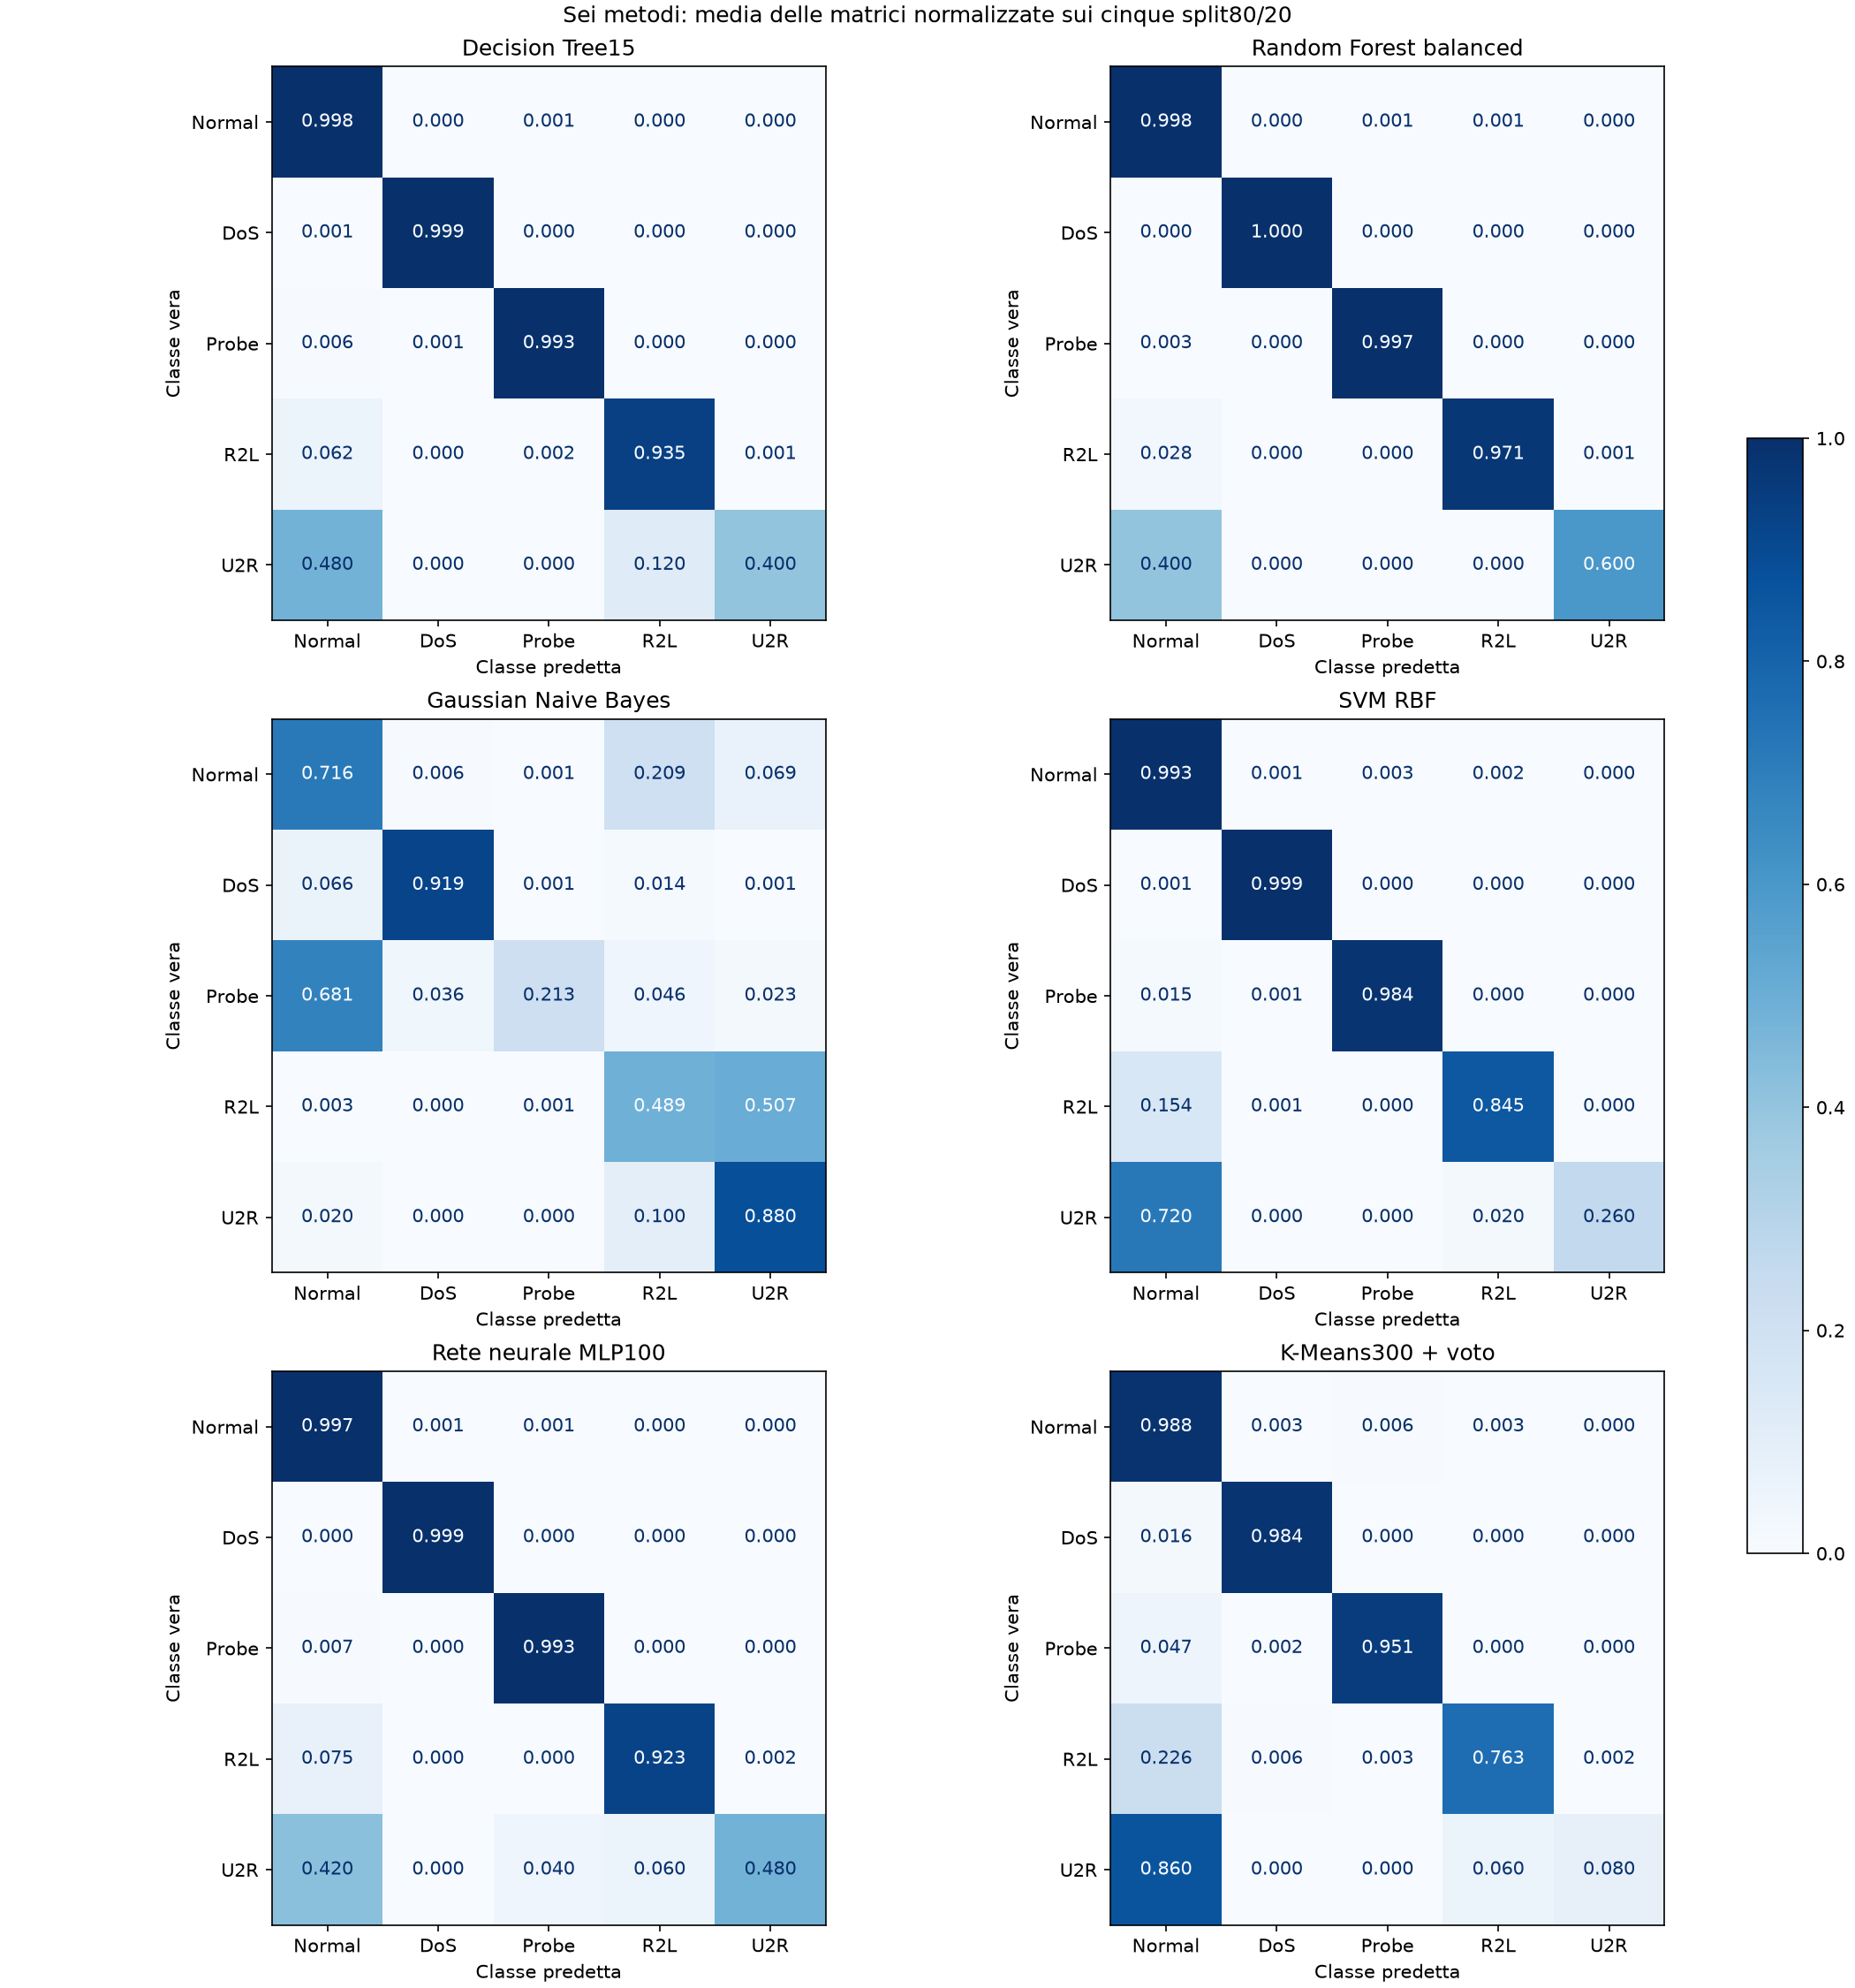 Sei metodi: media delle matrici normalizzate sui cinque split80/20
Decision Tree15
Classe vera
Normal 0.998 0.000 0.001 0.000 0.000
DoS 0.001 0.999 0.000 0.000 0.000
Probe 0.006 0.001 0.993 0.000 0.000
R2L 0.062 0.000 0.002 0.935 0.001
U2R 0.480 0.000 0.000 0.120 0.400
Normal DoS Probe R2L U2R
Classe predetta
Random Forest balanced
Classe vera
Normal 0.998 0.000 0.001 0.001 0.000
DoS 0.000 1.000 0.000 0.000 0.000
Probe 0.003 0.000 0.997 0.000 0.000
R2L 0.028 0.000 0.000 0.971 0.001
U2R 0.400 0.000 0.000 0.000 0.600
Normal DoS Probe R2L U2R
Classe predetta
Gaussian Naive Bayes
Classe vera
Normal 0.716 0.006 0.001 0.209 0.069
DoS 0.066 0.919 0.001 0.014 0.001
Probe 0.681 0.036 0.213 0.046 0.023
R2L 0.003 0.000 0.001 0.489 0.507
U2R 0.020 0.000 0.000 0.100 0.880
Normal DoS Probe R2L U2R
Classe predetta
SVM RBF
Classe vera
Normal 0.993 0.001 0.003 0.002 0.000
DoS 0.001 0.999 0.000 0.000 0.000
Probe 0.015 0.001 0.984 0.000 0.000
R2L 0.154 0.001 0.000 0.845 0.000
U2R 0.720 0.000 0.000 0.020 0.260
Normal DoS Probe R2L U2R
Classe predetta
Rete neurale MLP100
Classe vera
Normal 0.997 0.001 0.001 0.000 0.000
DoS 0.000 0.999 0.000 0.000 0.000
Probe 0.007 0.000 0.993 0.000 0.000
R2L 0.075 0.000 0.000 0.923 0.002
U2R 0.420 0.000 0.040 0.060 0.480
Normal DoS Probe R2L U2R
Classe predetta
K-Means300 + voto
Classe vera
Normal 0.988 0.003 0.006 0.003 0.000
DoS 0.016 0.984 0.000 0.000 0.000
Probe 0.047 0.002 0.951 0.000 0.000
R2L 0.226 0.006 0.003 0.763 0.002
U2R 0.860 0.000 0.000 0.060 0.080
Normal DoS Probe R2L U2R
Classe predetta
1.0
0.8
0.6
0.4
0.2
0.0